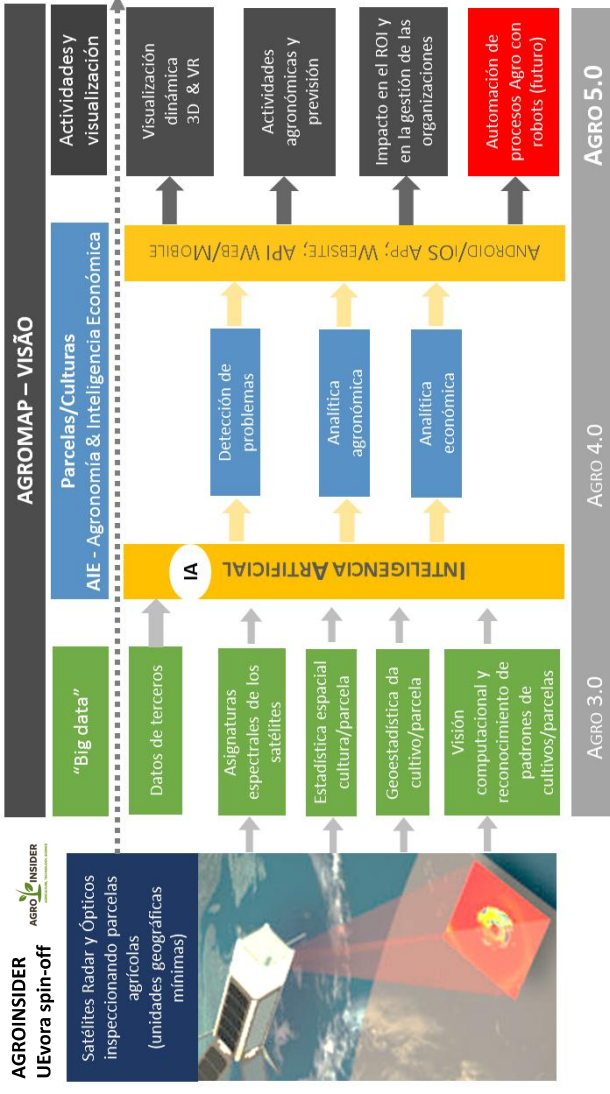 AGROINSIDER
UEvora spin-off
AGRO INSIDER
AGROMAP – VISÃO
"Big data"
Parcelas/Culturas
AIE - Agronomía & Inteligencia Económica
Actividades y
visualización
Satélites Radar y Ópticos
inspeccionando parcelas
agrícolas
(unidades geográficas
mínimas)
Datos de terceros
Asignaturas
espectrales de los
satélites
Estadística espacial
cultura/parcela
Geoestadística da
cultivo/parcela
Visión
computacional y
reconocimiento de
padrones de
cultivos/parcelas
IA
INTELIGENCIA ARTIFICIAL
Detección de
problemas
Analítica
agronómica
Analítica
económica
ANDROID/IOS APP; WEBSITE; API WEB/MOBILE
Visualización
dinámica
3D & VR
Actividades
agronómicas y
previsión
Impacto en el ROI y
en la gestión de las
organizaciones
Automación de
procesos Agro con
robots (futuro)
AGRO 3.0
AGRO 4.0
AGRO 5.0